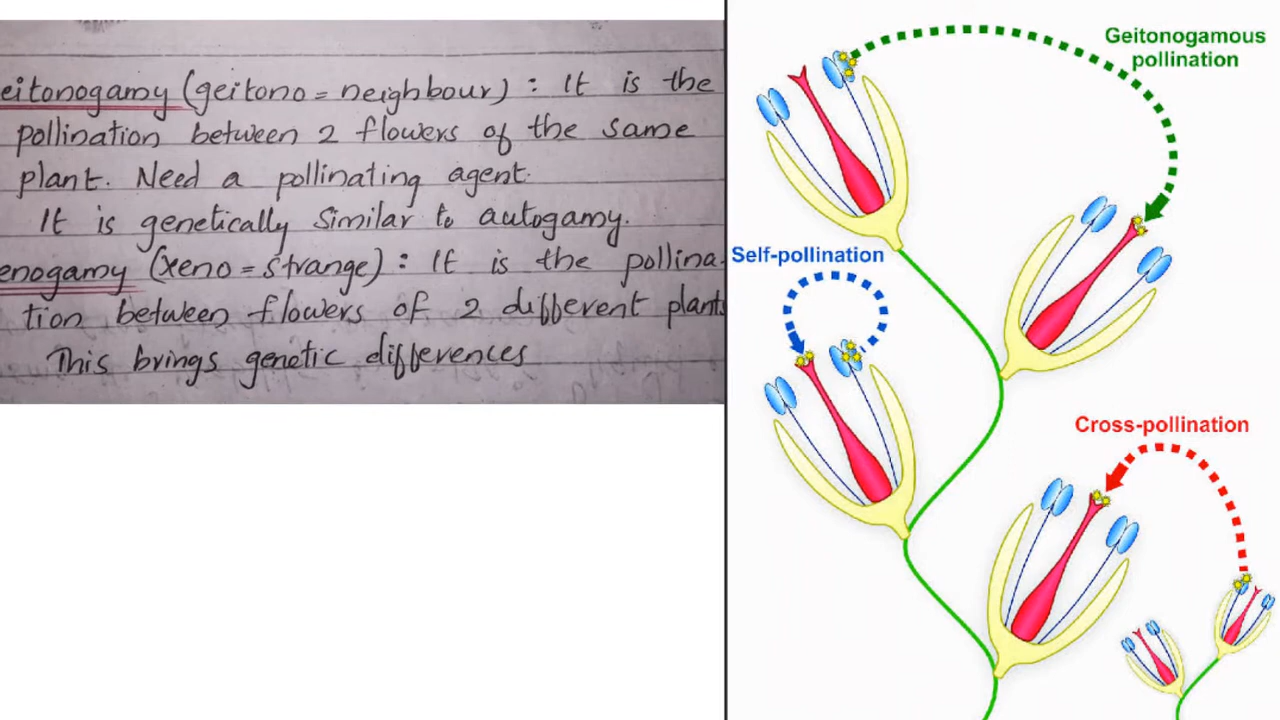 eitonogamy (geitono = neighbour) : It is the
pollination between 2 flowers of the same
plant. Need a pollinating agent.
It is genetically similar to autogamy.
enogamy (xeno = strange) : It is the pollina-
tion between flowers of 2 different plants
This brings genetic differences
Geitonogamous
pollination
Self-pollination
Cross-pollination